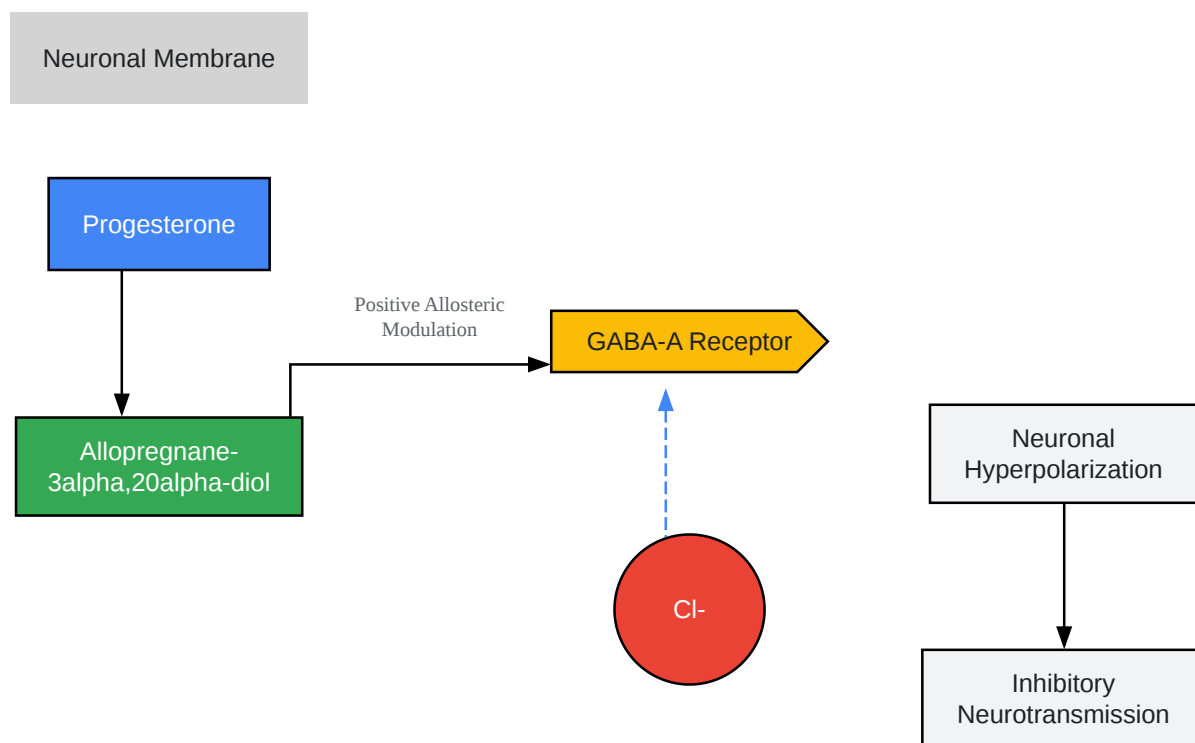 Neuronal Membrane
Progesterone
Positive Allosteric
Modulation
GABA-A Receptor
Allopregnane-
3alpha,20alpha-diol
Neuronal
Hyperpolarization
Cl-
Inhibitory
Neurotransmission